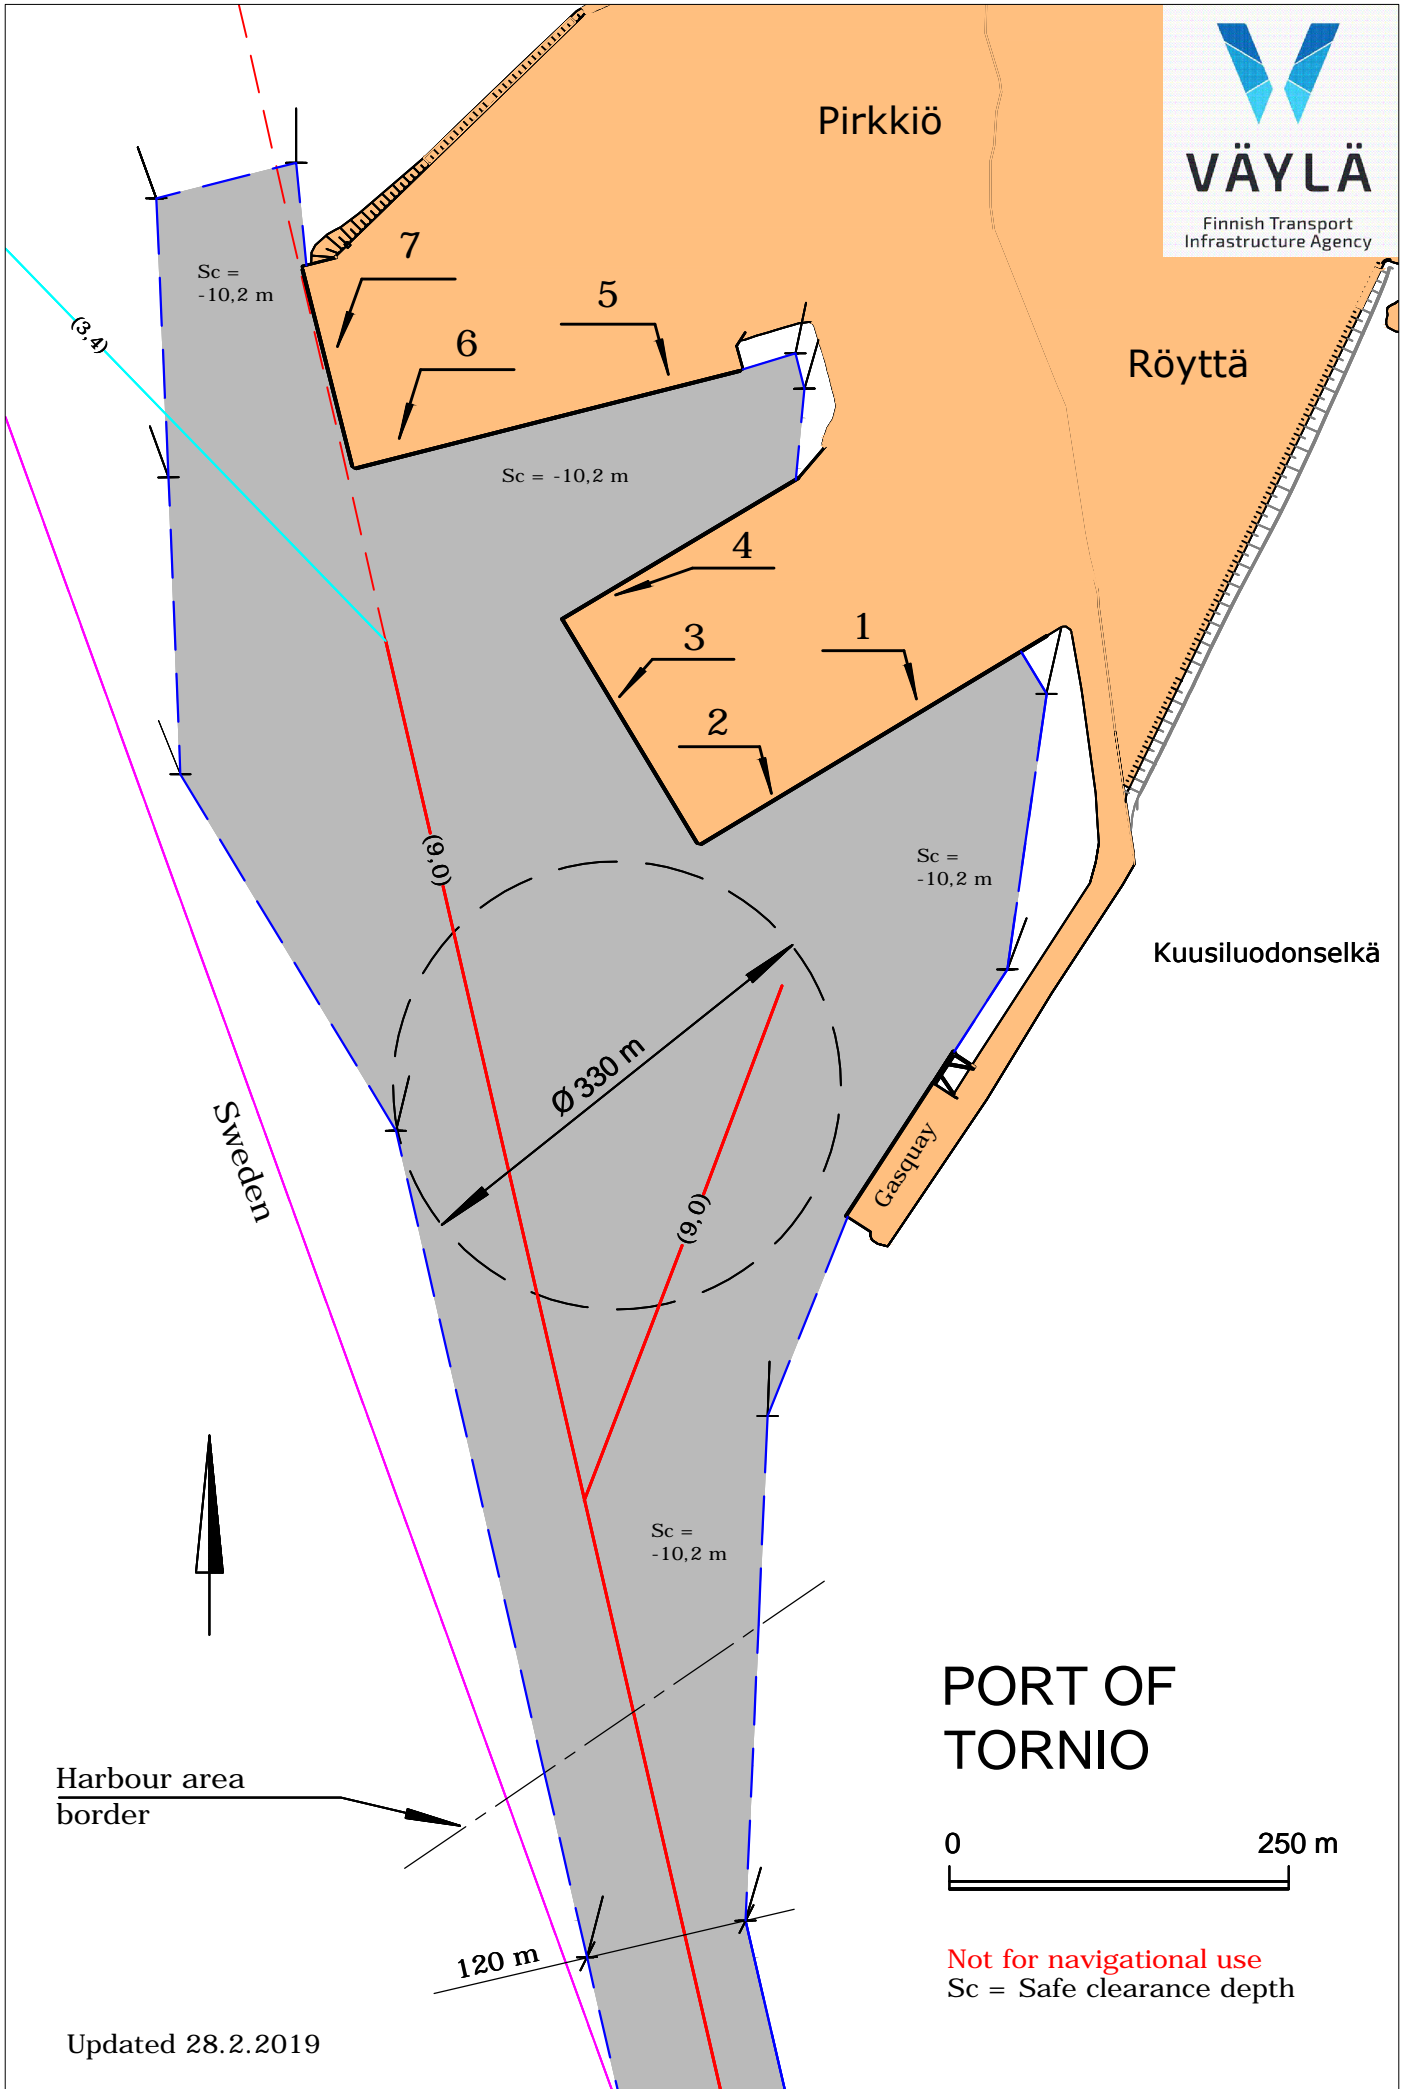 Pirkkiö
VÄYLÄ
Finnish Transport
Infrastructure Agency
7
Sc =
-10,2 m
5
6
(3,4)
Röyttä
Sc = -10,2 m
4
3
1
2
(9,0)
Sc =
-10,2 m
Kuusiluodonselkä
Ø 330 m
Sweden
Gasquay
(9,0)
Sc =
-10,2 m
PORT OF
TORNIO
Harbour area
border
0 250 m
120 m
Not for navigational use
Sc = Safe clearance depth
Updated 28.2.2019